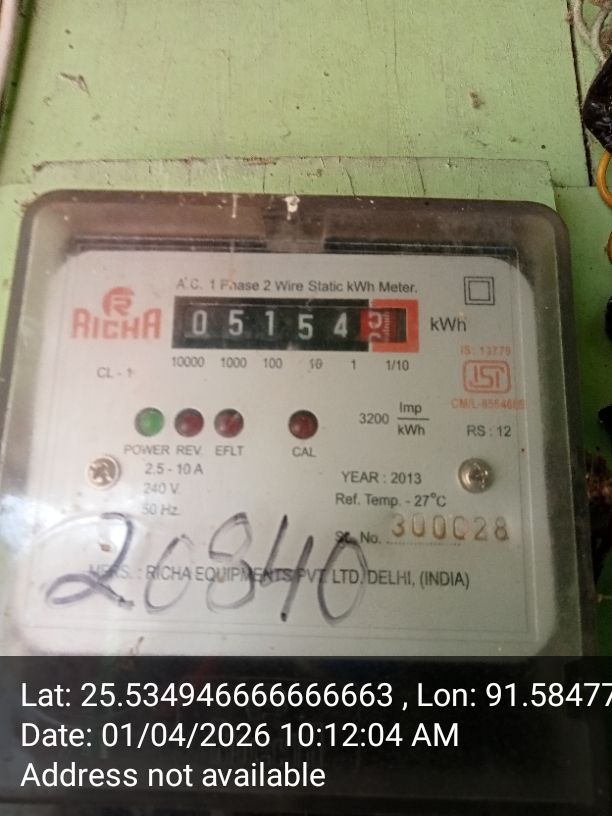 A.C. 1 Phase 2 Wire Static kWh Meter.
RICHA
0 5 1 5 4
kWh
10000 1000 100 10 1 1/10
IS : 13779
ISI
CL - 1
3200 Imp
kWh
RS : 12
POWER REV. EFLT CAL
2.5 - 10 A
240 V.
50 Hz.
YEAR : 2013
Ref. Temp. - 27°C
SL. No. 300028
20840
MFRS. : RICHA EQUIPMENTS PVT. LTD. DELHI, (INDIA)
Lat: 25.534946666666663 , Lon: 91.58477
Date: 01/04/2026 10:12:04 AM
Address not available